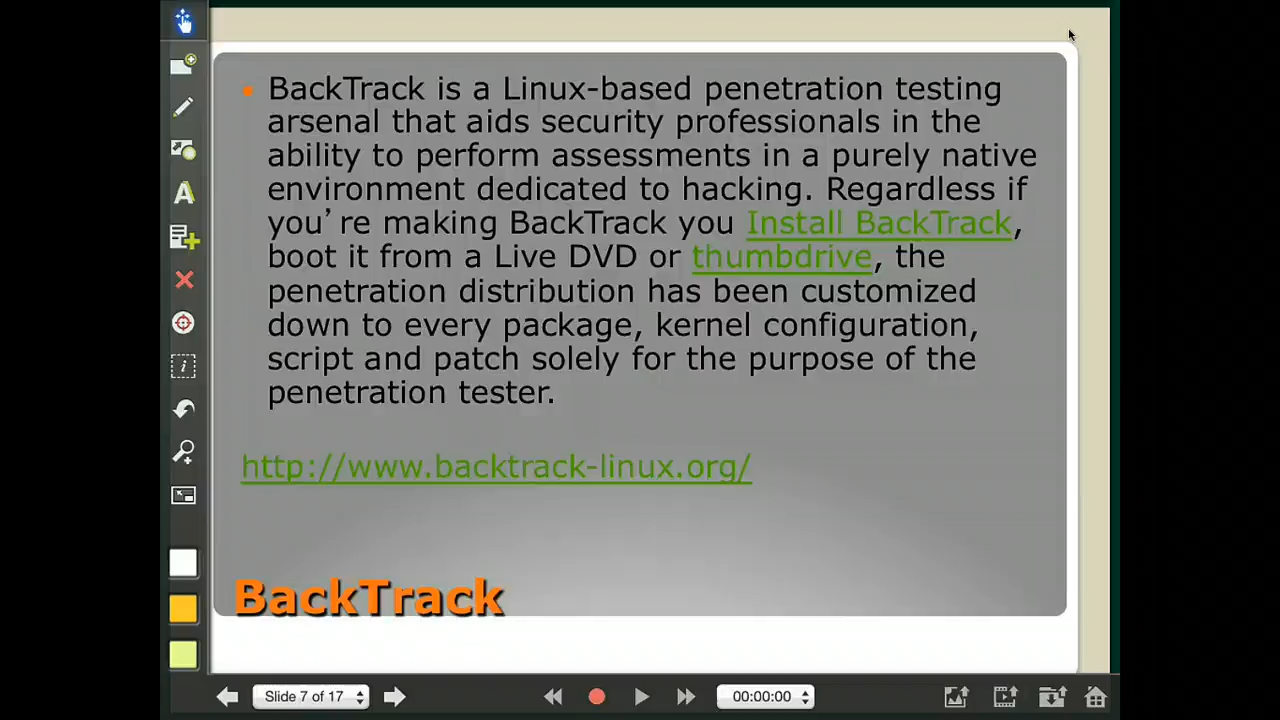 BackTrack is a Linux-based penetration testing
arsenal that aids security professionals in the
ability to perform assessments in a purely native
environment dedicated to hacking. Regardless if
you’re making BackTrack you Install BackTrack,
boot it from a Live DVD or thumbdrive, the
penetration distribution has been customized
down to every package, kernel configuration,
script and patch solely for the purpose of the
penetration tester.
http://www.backtrack-linux.org/
BackTrack
Slide 7 of 17
00:00:00